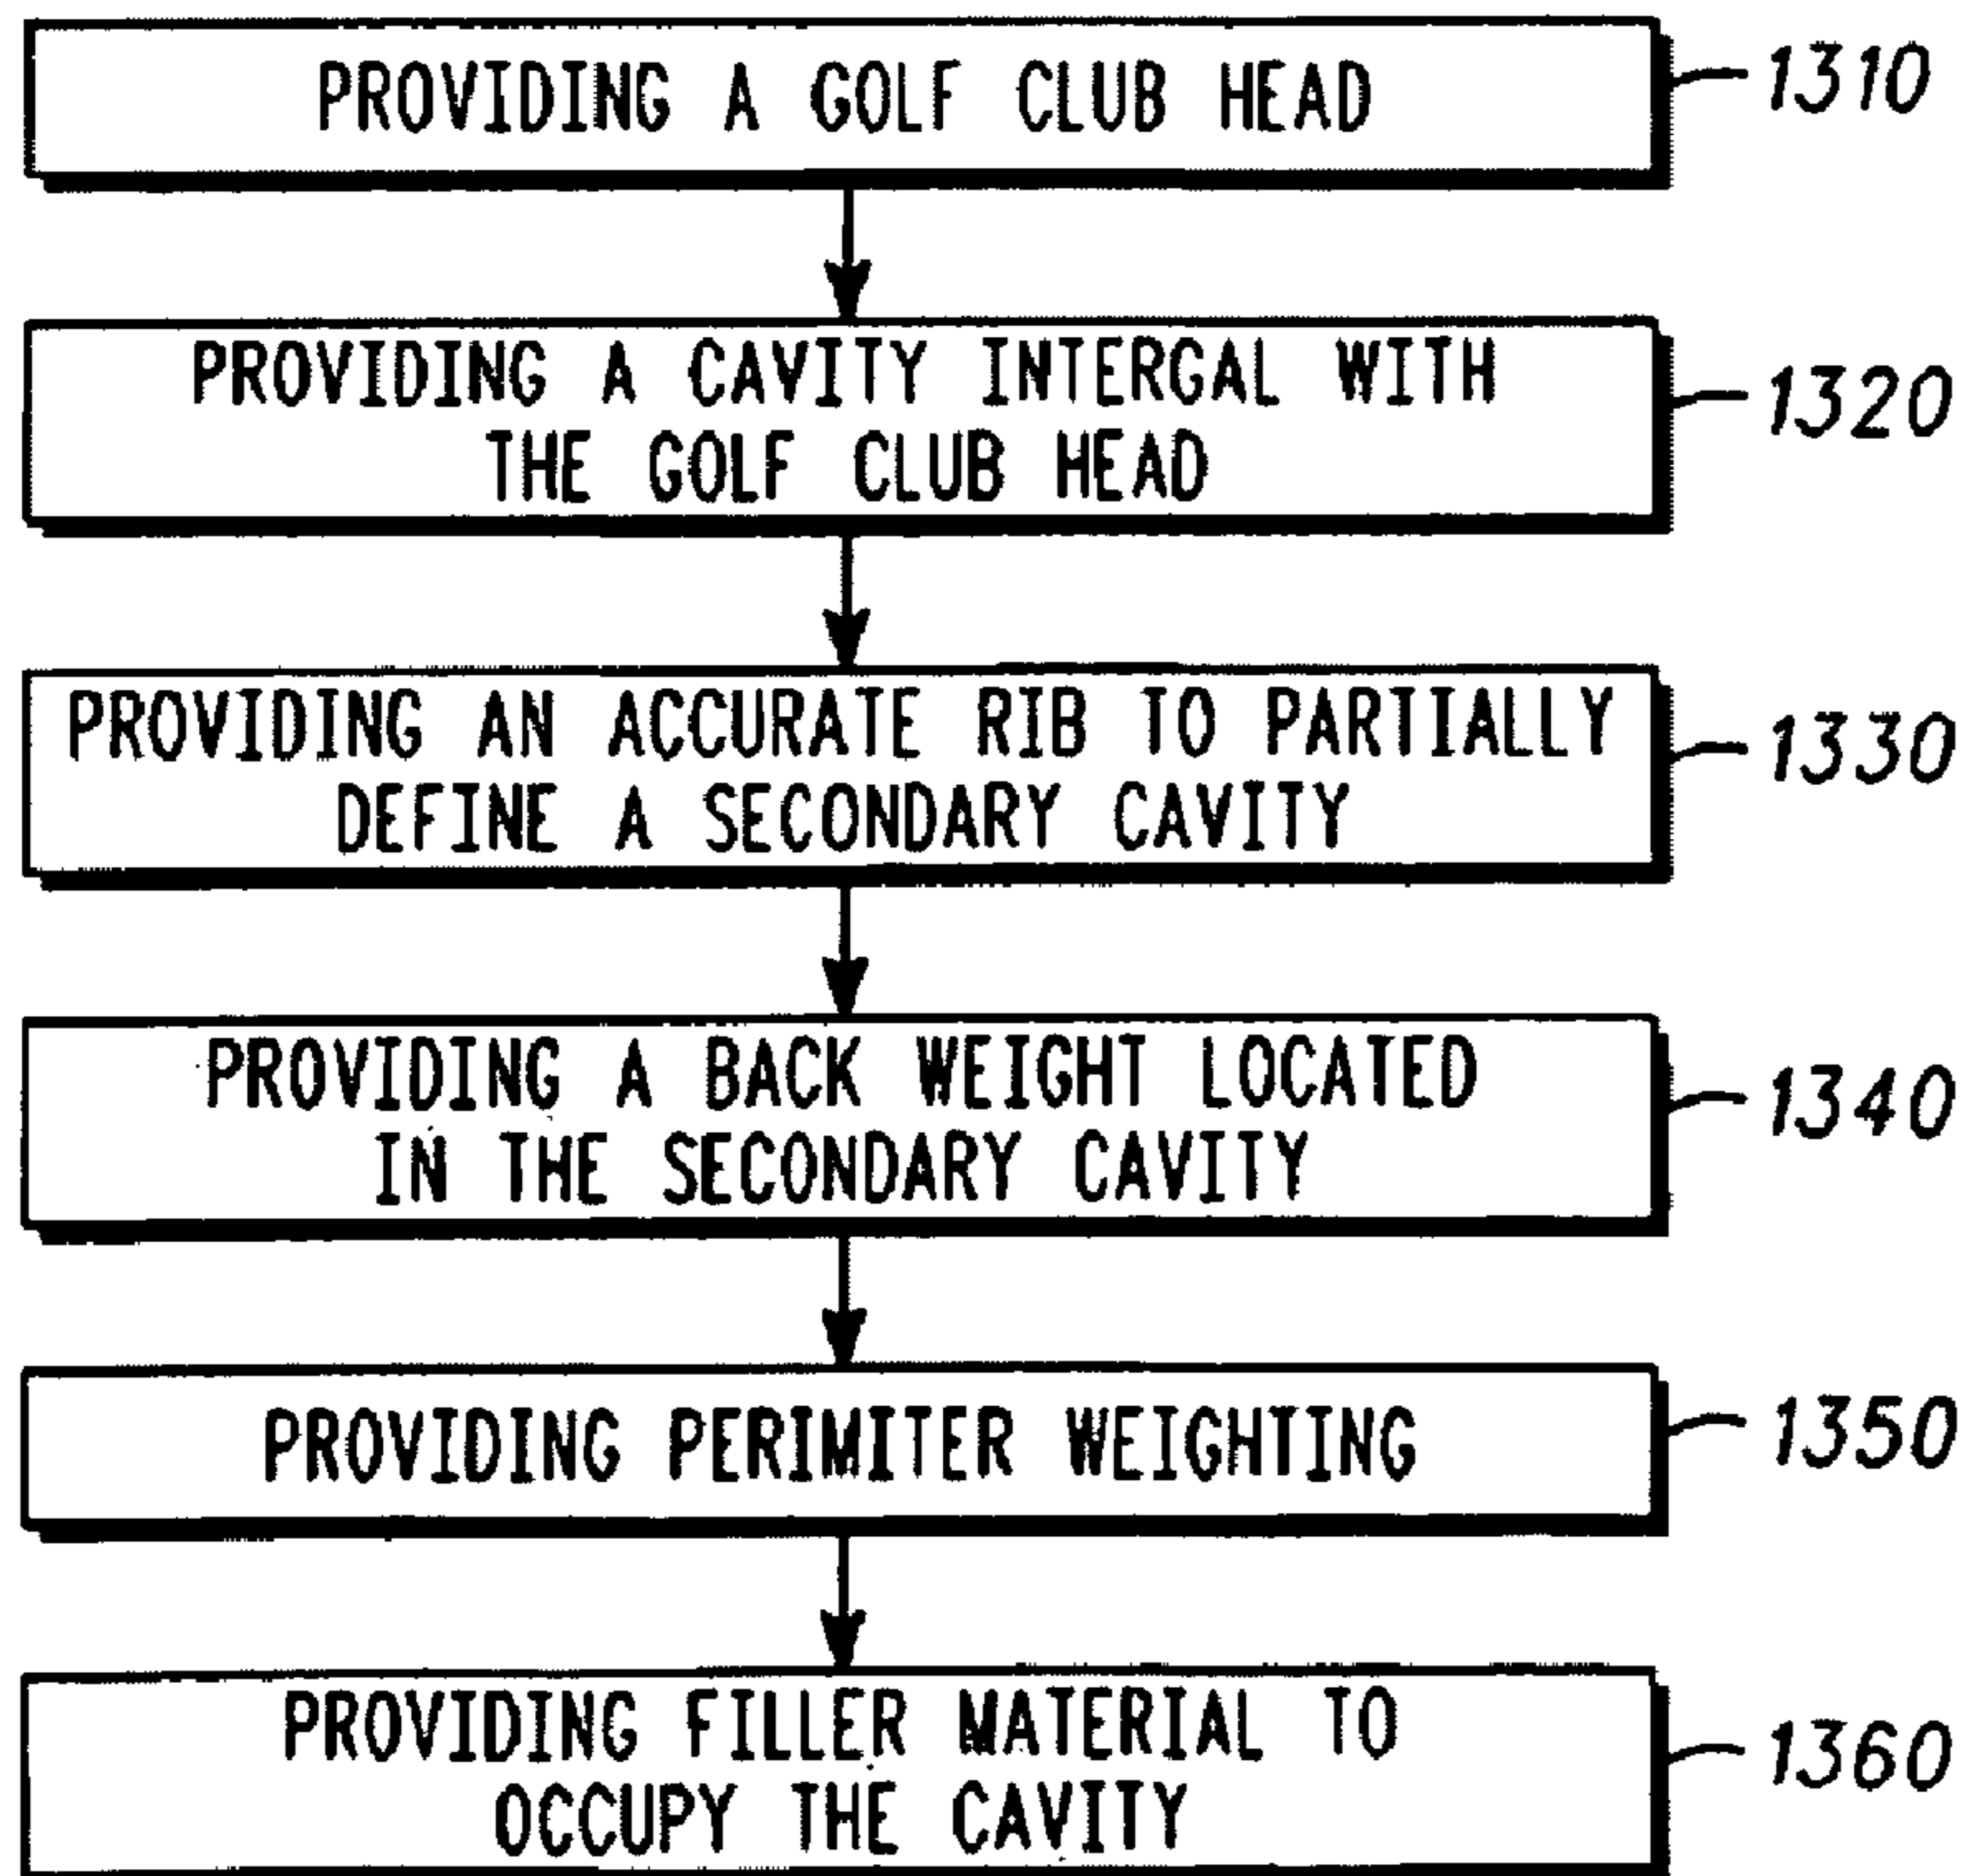 PROVIDING A GOLF CLUB HEAD
1310
PROVIDING A CAVITY INTERGAL WITH
THE GOLF CLUB HEAD
1320
PROVIDING AN ACCURATE RIB TO PARTIALLY
DEFINE A SECONDARY CAVITY
1330
PROVIDING A BACK WEIGHT LOCATED
IN THE SECONDARY CAVITY
1340
PROVIDING PERIMITER WEIGHTING
1350
PROVIDING FILLER MATERIAL TO
OCCUPY THE CAVITY
1360